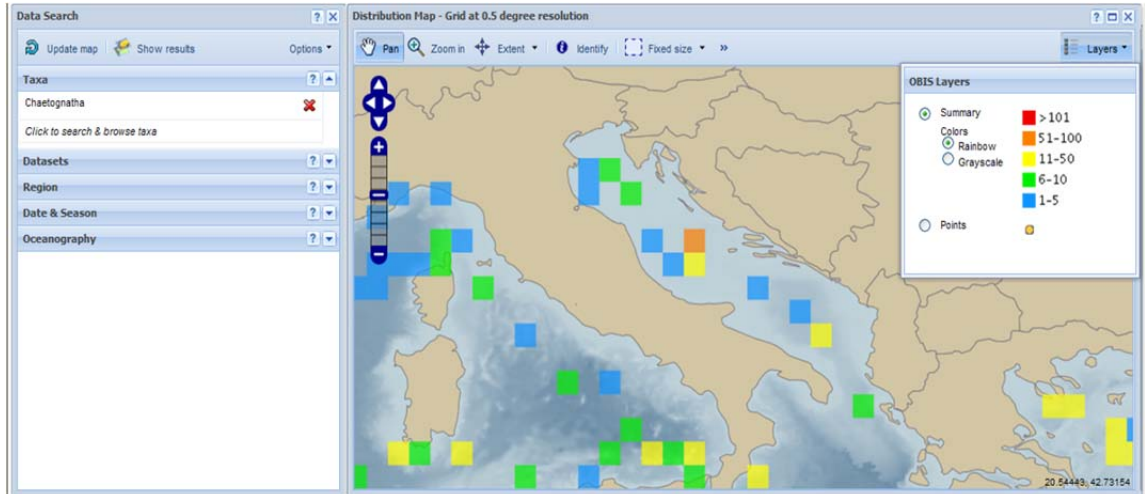 Data Search
Update map Show results Options
Taxa
Chaetognatha
Click to search & browse taxa
Datasets
Region
Date & Season
Oceanography
Distribution Map - Grid at 0.5 degree resolution
Pan Zoom in Extent Identify Fixed size » Layers
OBIS Layers
Summary
Colors
Rainbow
Grayscale
>101
51-100
11-50
6-10
1-5
Points
20.54443, 42.73154